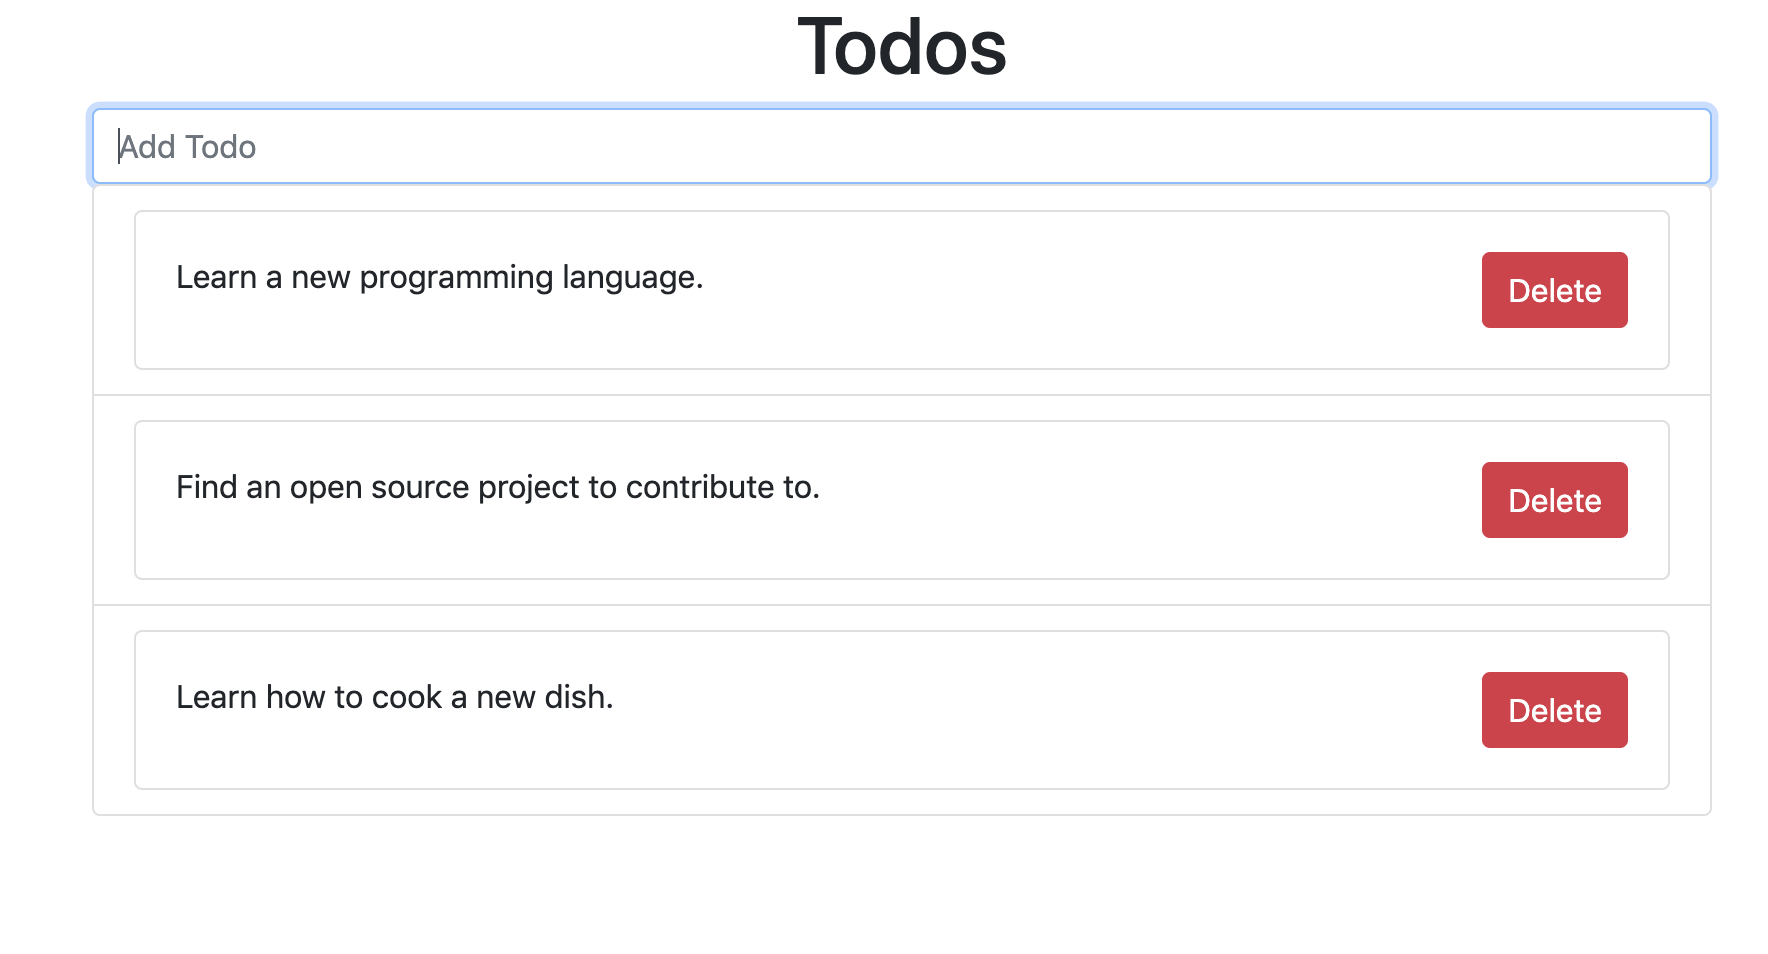 Todos
Add Todo
Learn a new programming language.
Delete
Find an open source project to contribute to.
Delete
Learn how to cook a new dish.
Delete